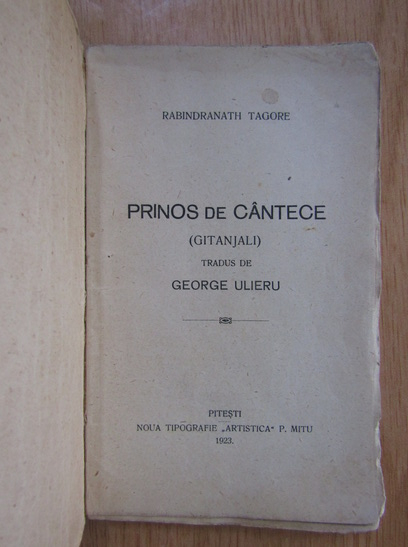 RABINDRANATH TAGORE
PRINOS DE CÂNTECE
(GITANJALI)
TRADUS DE
GEORGE ULIERU
PITEȘTI
NOUA TIPOGRAFIE „ARTISTICA” P. MITU
1923.